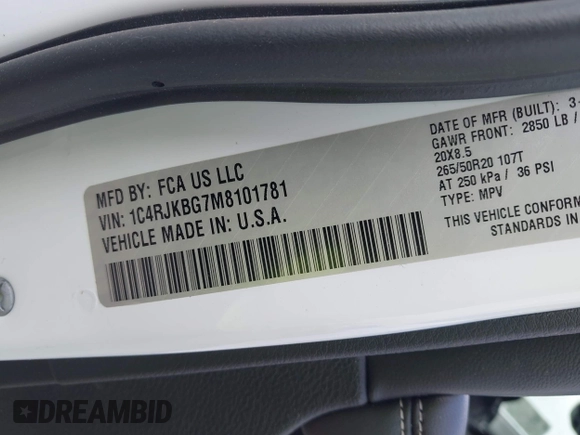 MFD BY: FCA US LLC
VIN: 1C4RJKBG7M8101781
VEHICLE MADE IN: U.S.A.
DATE OF MFR (BUILT): 3-
GAWR FRONT: 2850 LB /
20X8.5
265/50R20 107T
AT 250 kPa / 36 PSI
TYPE: MPV
THIS VEHICLE CONFORM
STANDARDS IN
DREAMBID